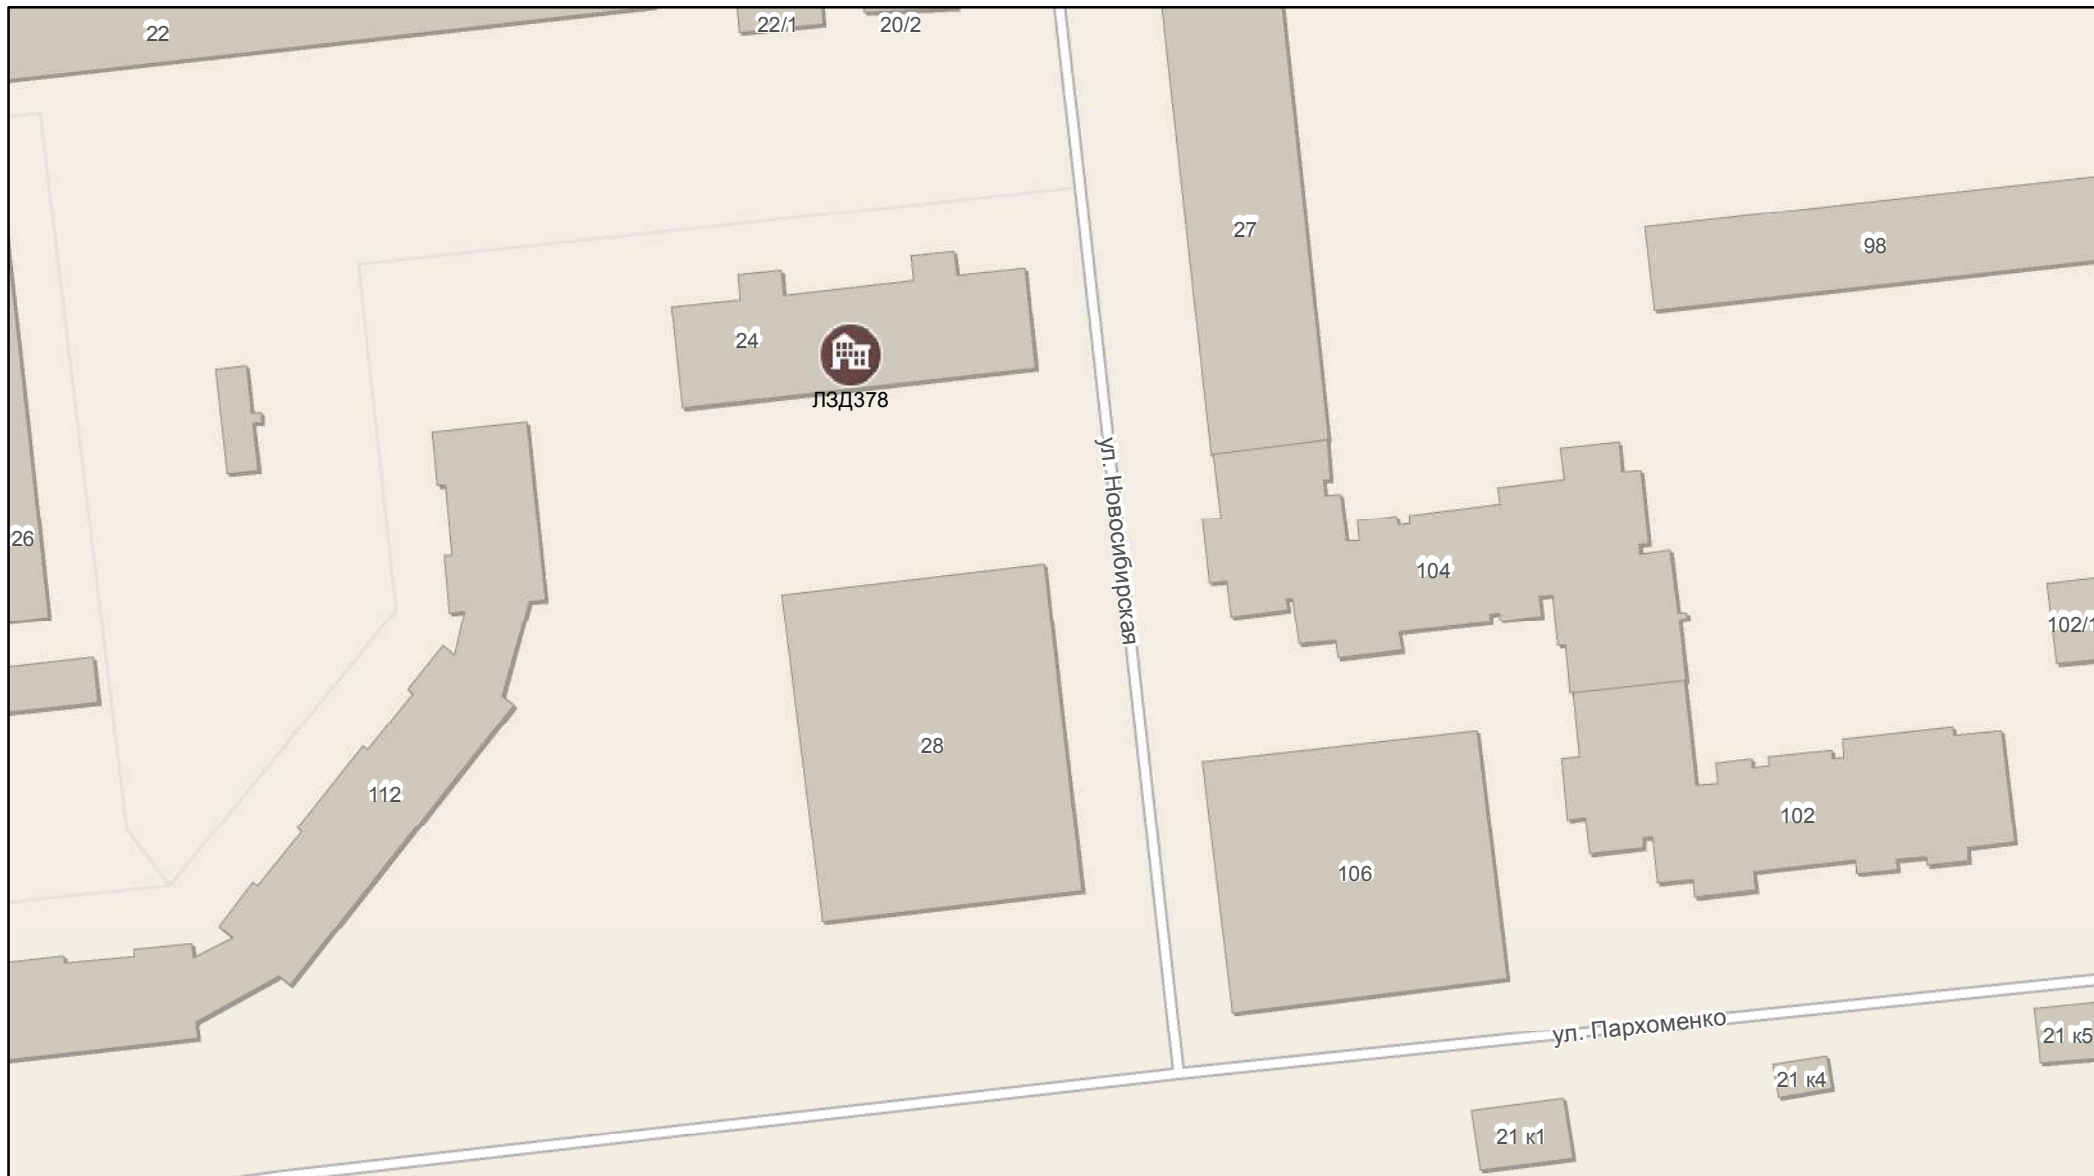 22
22/1
20/2
27
98
24
ЛЗД378
ул. Новосибирская
26
104
102/1
28
112
102
106
ул. Пархоменко
21 к5
21 к4
21 к1